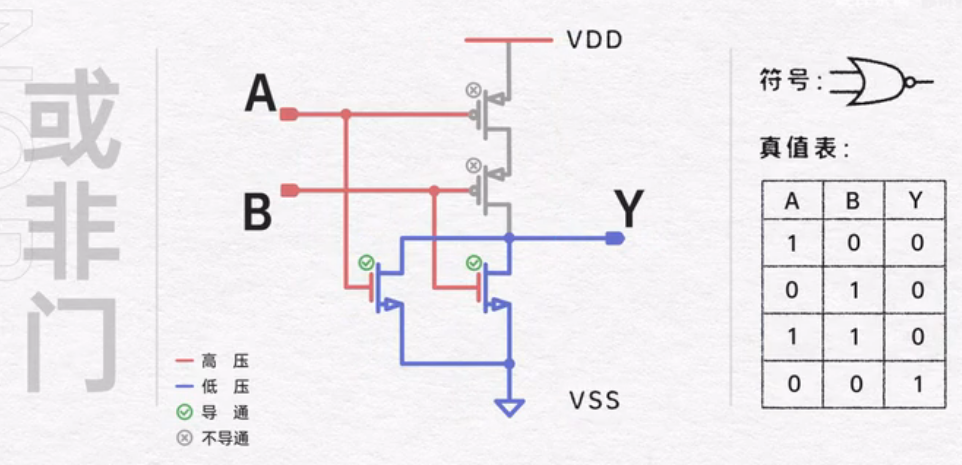 或非门
VDD
A
B
Y
VSS
高 压
低 压
导 通
不导通
符号:
真值表:
A B Y
1 0 0
0 1 0
1 1 0
0 0 1